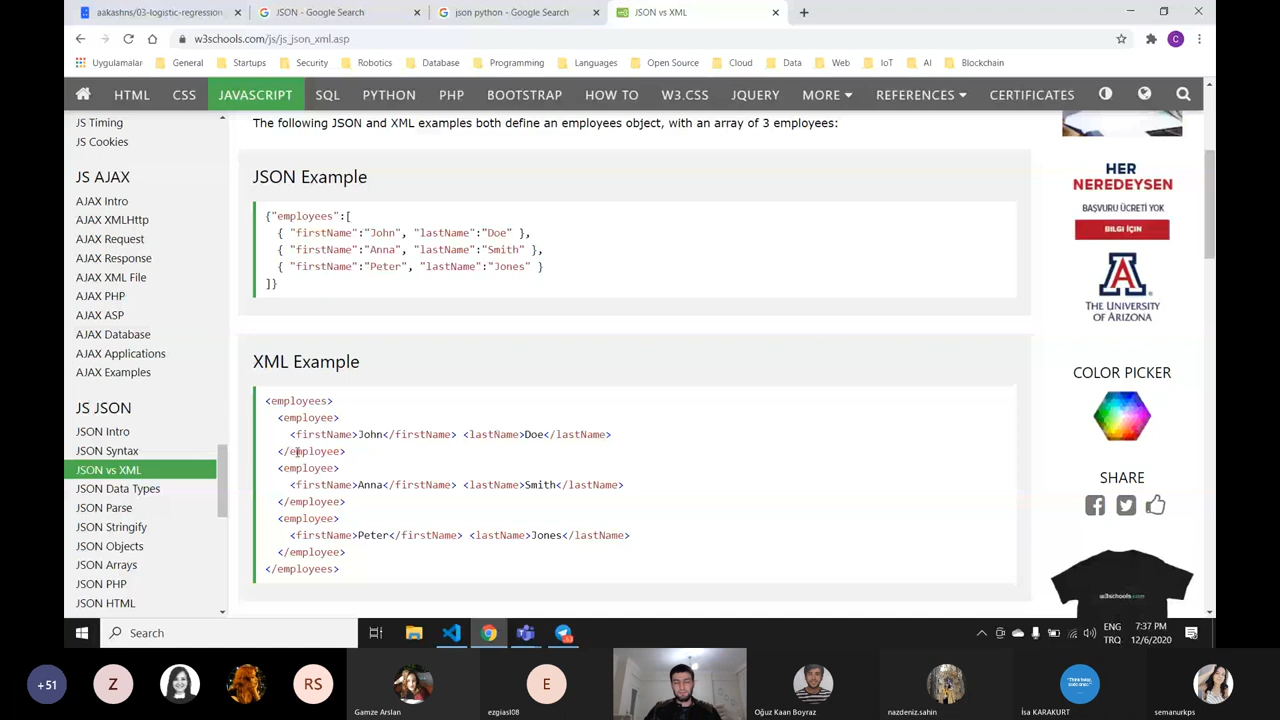 aakashns/03-logistic-regression
JSON - Google Search
json python - Google Search
JSON vs XML
w3schools.com/js/js_json_xml.asp
C
Uygulamalar General Startups Security Robotics Database Programming Languages Open Source Cloud Data Web IoT AI Blockchain
HTML CSS JAVASCRIPT SQL PYTHON PHP BOOTSTRAP HOW TO W3.CSS JQUERY MORE REFERENCES CERTIFICATES
JS Timing
JS Cookies
JS AJAX
AJAX Intro
AJAX XMLHttp
AJAX Request
AJAX Response
AJAX XML File
AJAX PHP
AJAX ASP
AJAX Database
AJAX Applications
AJAX Examples
JS JSON
JSON Intro
JSON Syntax
JSON vs XML
JSON Data Types
JSON Parse
JSON Stringify
JSON Objects
JSON Arrays
JSON PHP
JSON HTML
The following JSON and XML examples both define an employees object, with an array of 3 employees:
JSON Example
{"employees":[
{ "firstName":"John", "lastName":"Doe" },
{ "firstName":"Anna", "lastName":"Smith" },
{ "firstName":"Peter", "lastName":"Jones" }
]}
XML Example
<employees>
<employee>
<firstName>John</firstName> <lastName>Doe</lastName>
</employee>
<employee>
<firstName>Anna</firstName> <lastName>Smith</lastName>
</employee>
<employee>
<firstName>Peter</firstName> <lastName>Jones</lastName>
</employee>
</employees>
HER
NEREDEYSEN
BAŞVURU ÜCRETİ YOK
BILGI İÇIN
A
THE UNIVERSITY
OF ARIZONA
COLOR PICKER
SHARE
w3schools.com
Search
ENG
TRQ
7:37 PM
12/6/2020
+51
Z
RS
E
Gamze Arslan
ezgias108
Oğuz Kaan Boyraz
nazdeniz.sahin
İsa KARAKURT
semanurkps